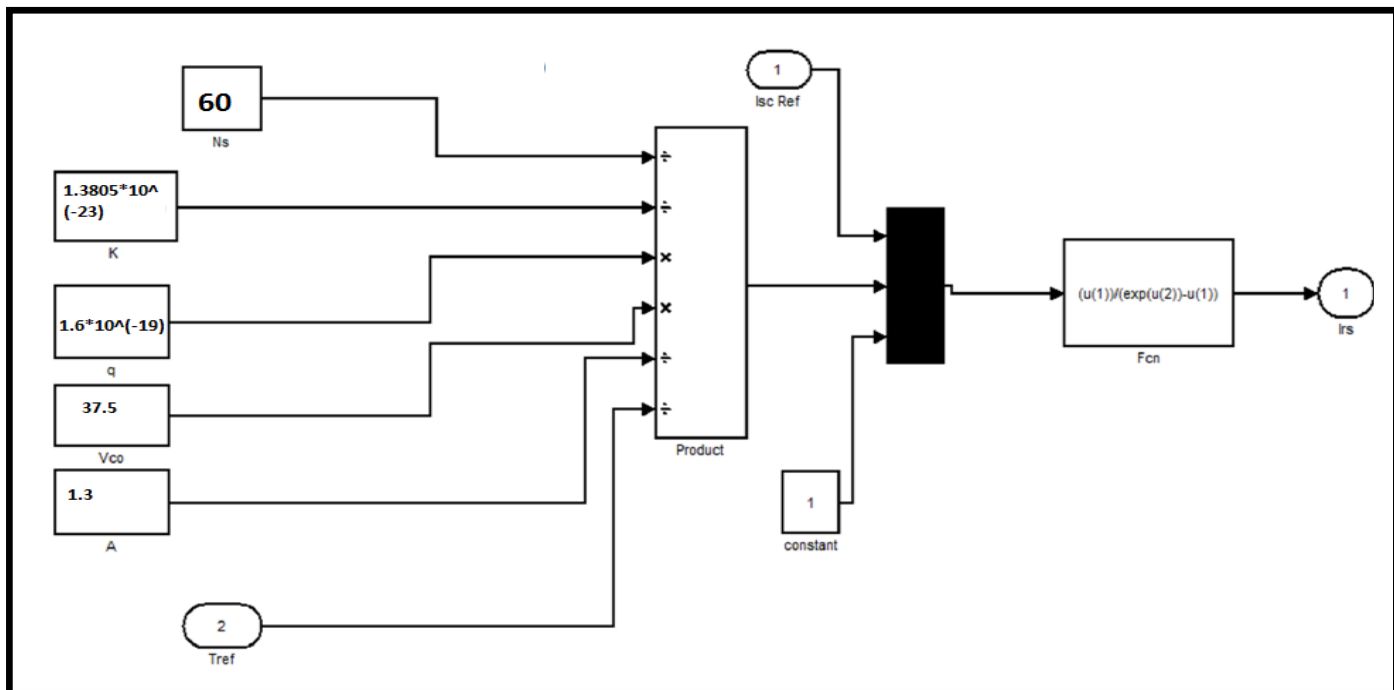 60
Ns
1.3805*10^
(-23)
K
1.6*10^(-19)
q
37.5
Vco
1.3
A
2
Tref
÷
÷
×
×
÷
÷
Product
1
Isc Ref
1
constant
(u(1))/(exp(u(2))-u(1))
Fcn
1
Irs